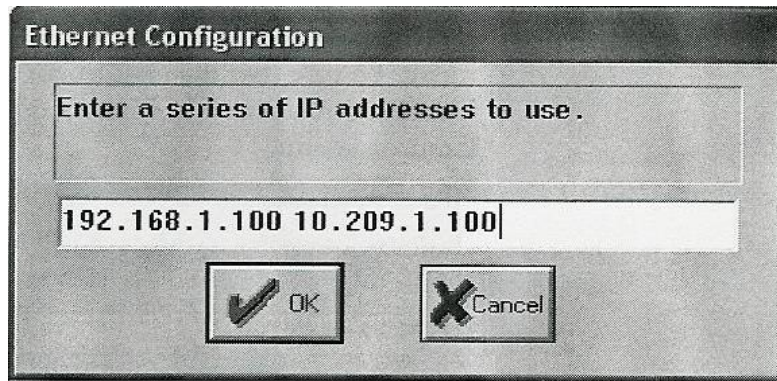 Ethernet Configuration
Enter a series of IP addresses to use.
192.168.1.100 10.209.1.100
OK
Cancel